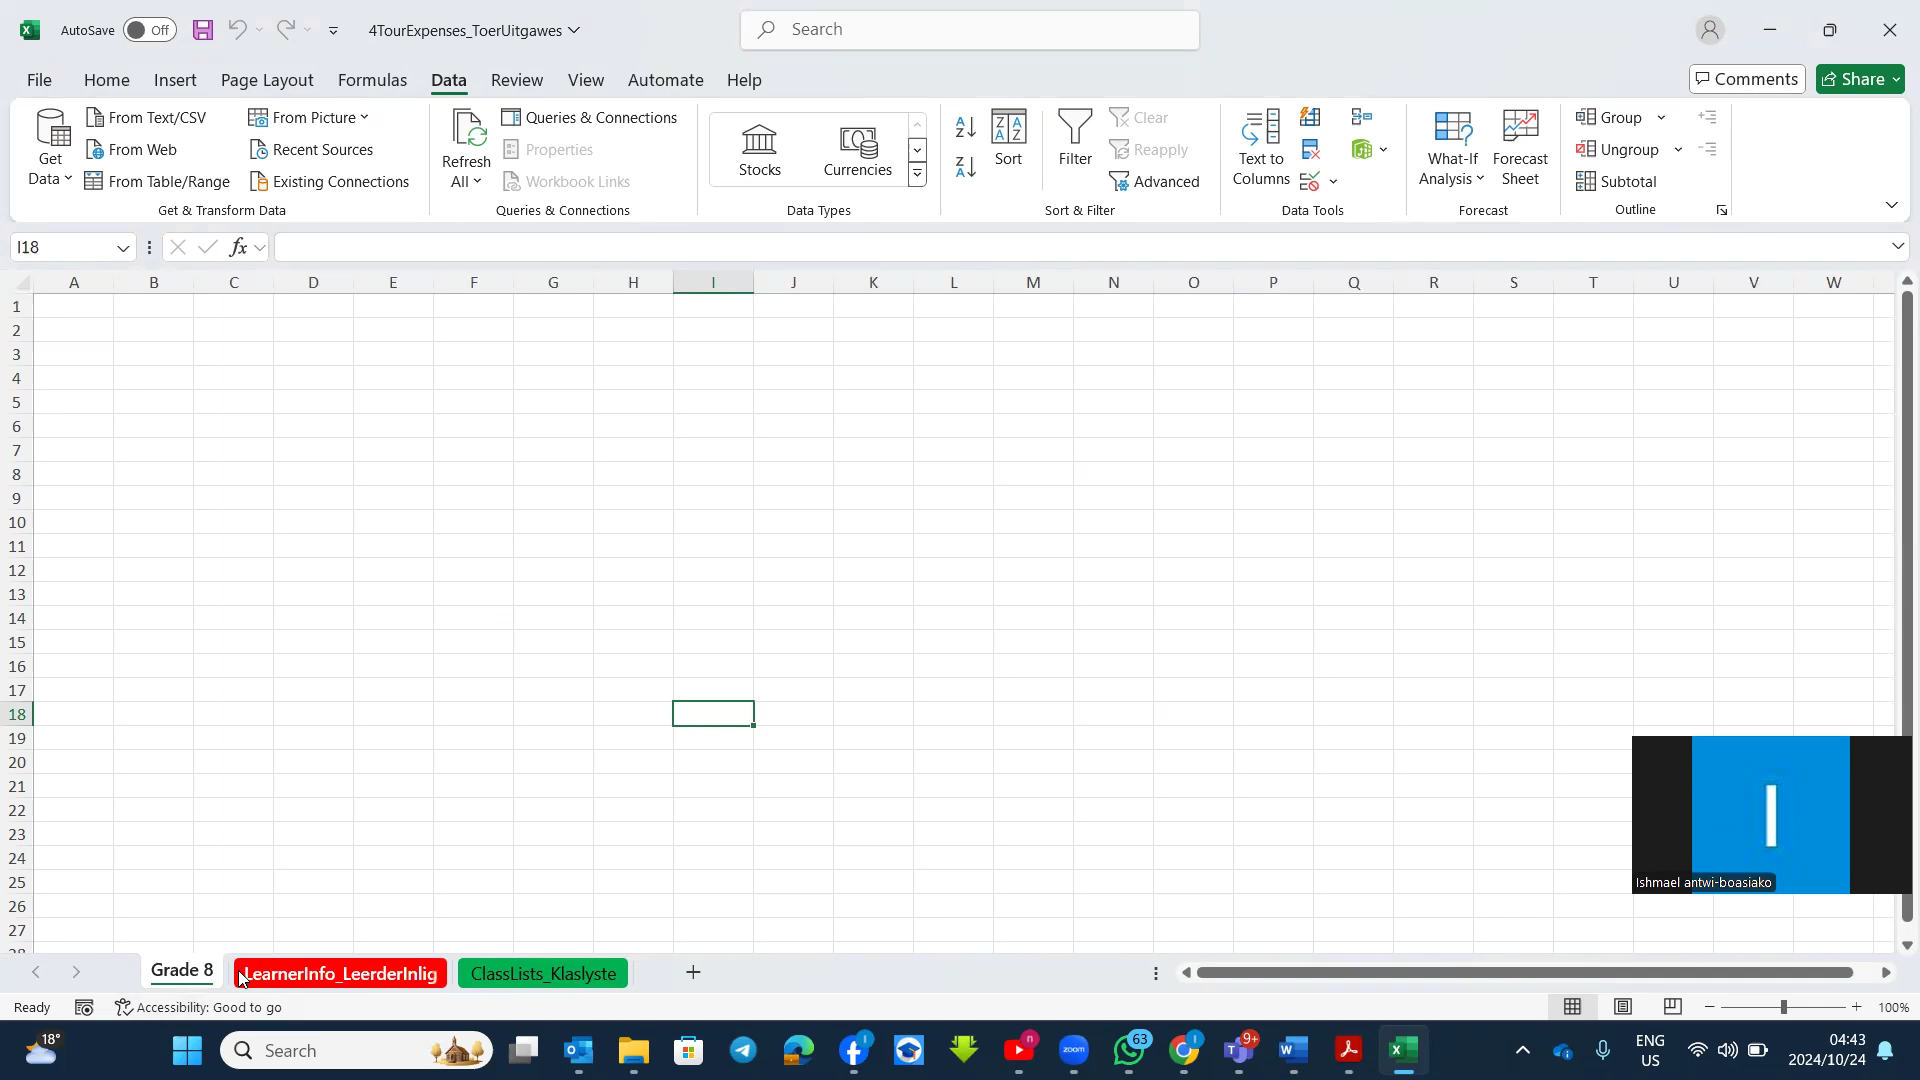 AutoSave Off 4TourExpenses_ToerUitgawes Search
File Home Insert Page Layout Formulas Data Review View Automate Help Comments Share
Get Data
From Text/CSV
From Web
From Table/Range
From Picture
Recent Sources
Existing Connections
Get & Transform Data
Refresh All
Queries & Connections
Properties
Workbook Links
Queries & Connections
Stocks
Currencies
Data Types
Sort
Filter
Clear
Reapply
Advanced
Sort & Filter
Text to Columns
Data Tools
What-If Analysis
Forecast Sheet
Forecast
Group
Ungroup
Subtotal
Outline
I18 fx
A B C D E F G H I J K L M N O P Q R S T U V W
1
2
3
4
5
6
7
8
9
10
11
12
13
14
15
16
17
18
19
20
21
22
23
24
25
26
27
28
I
Ishmael antwi-boasiako
Grade 8 LearnerInfo_LeerderInlig ClassLists_Klaslyste
Ready Accessibility: Good to go 100%
18° Search zoom 63 9+ ENG US 04:43 2024/10/24